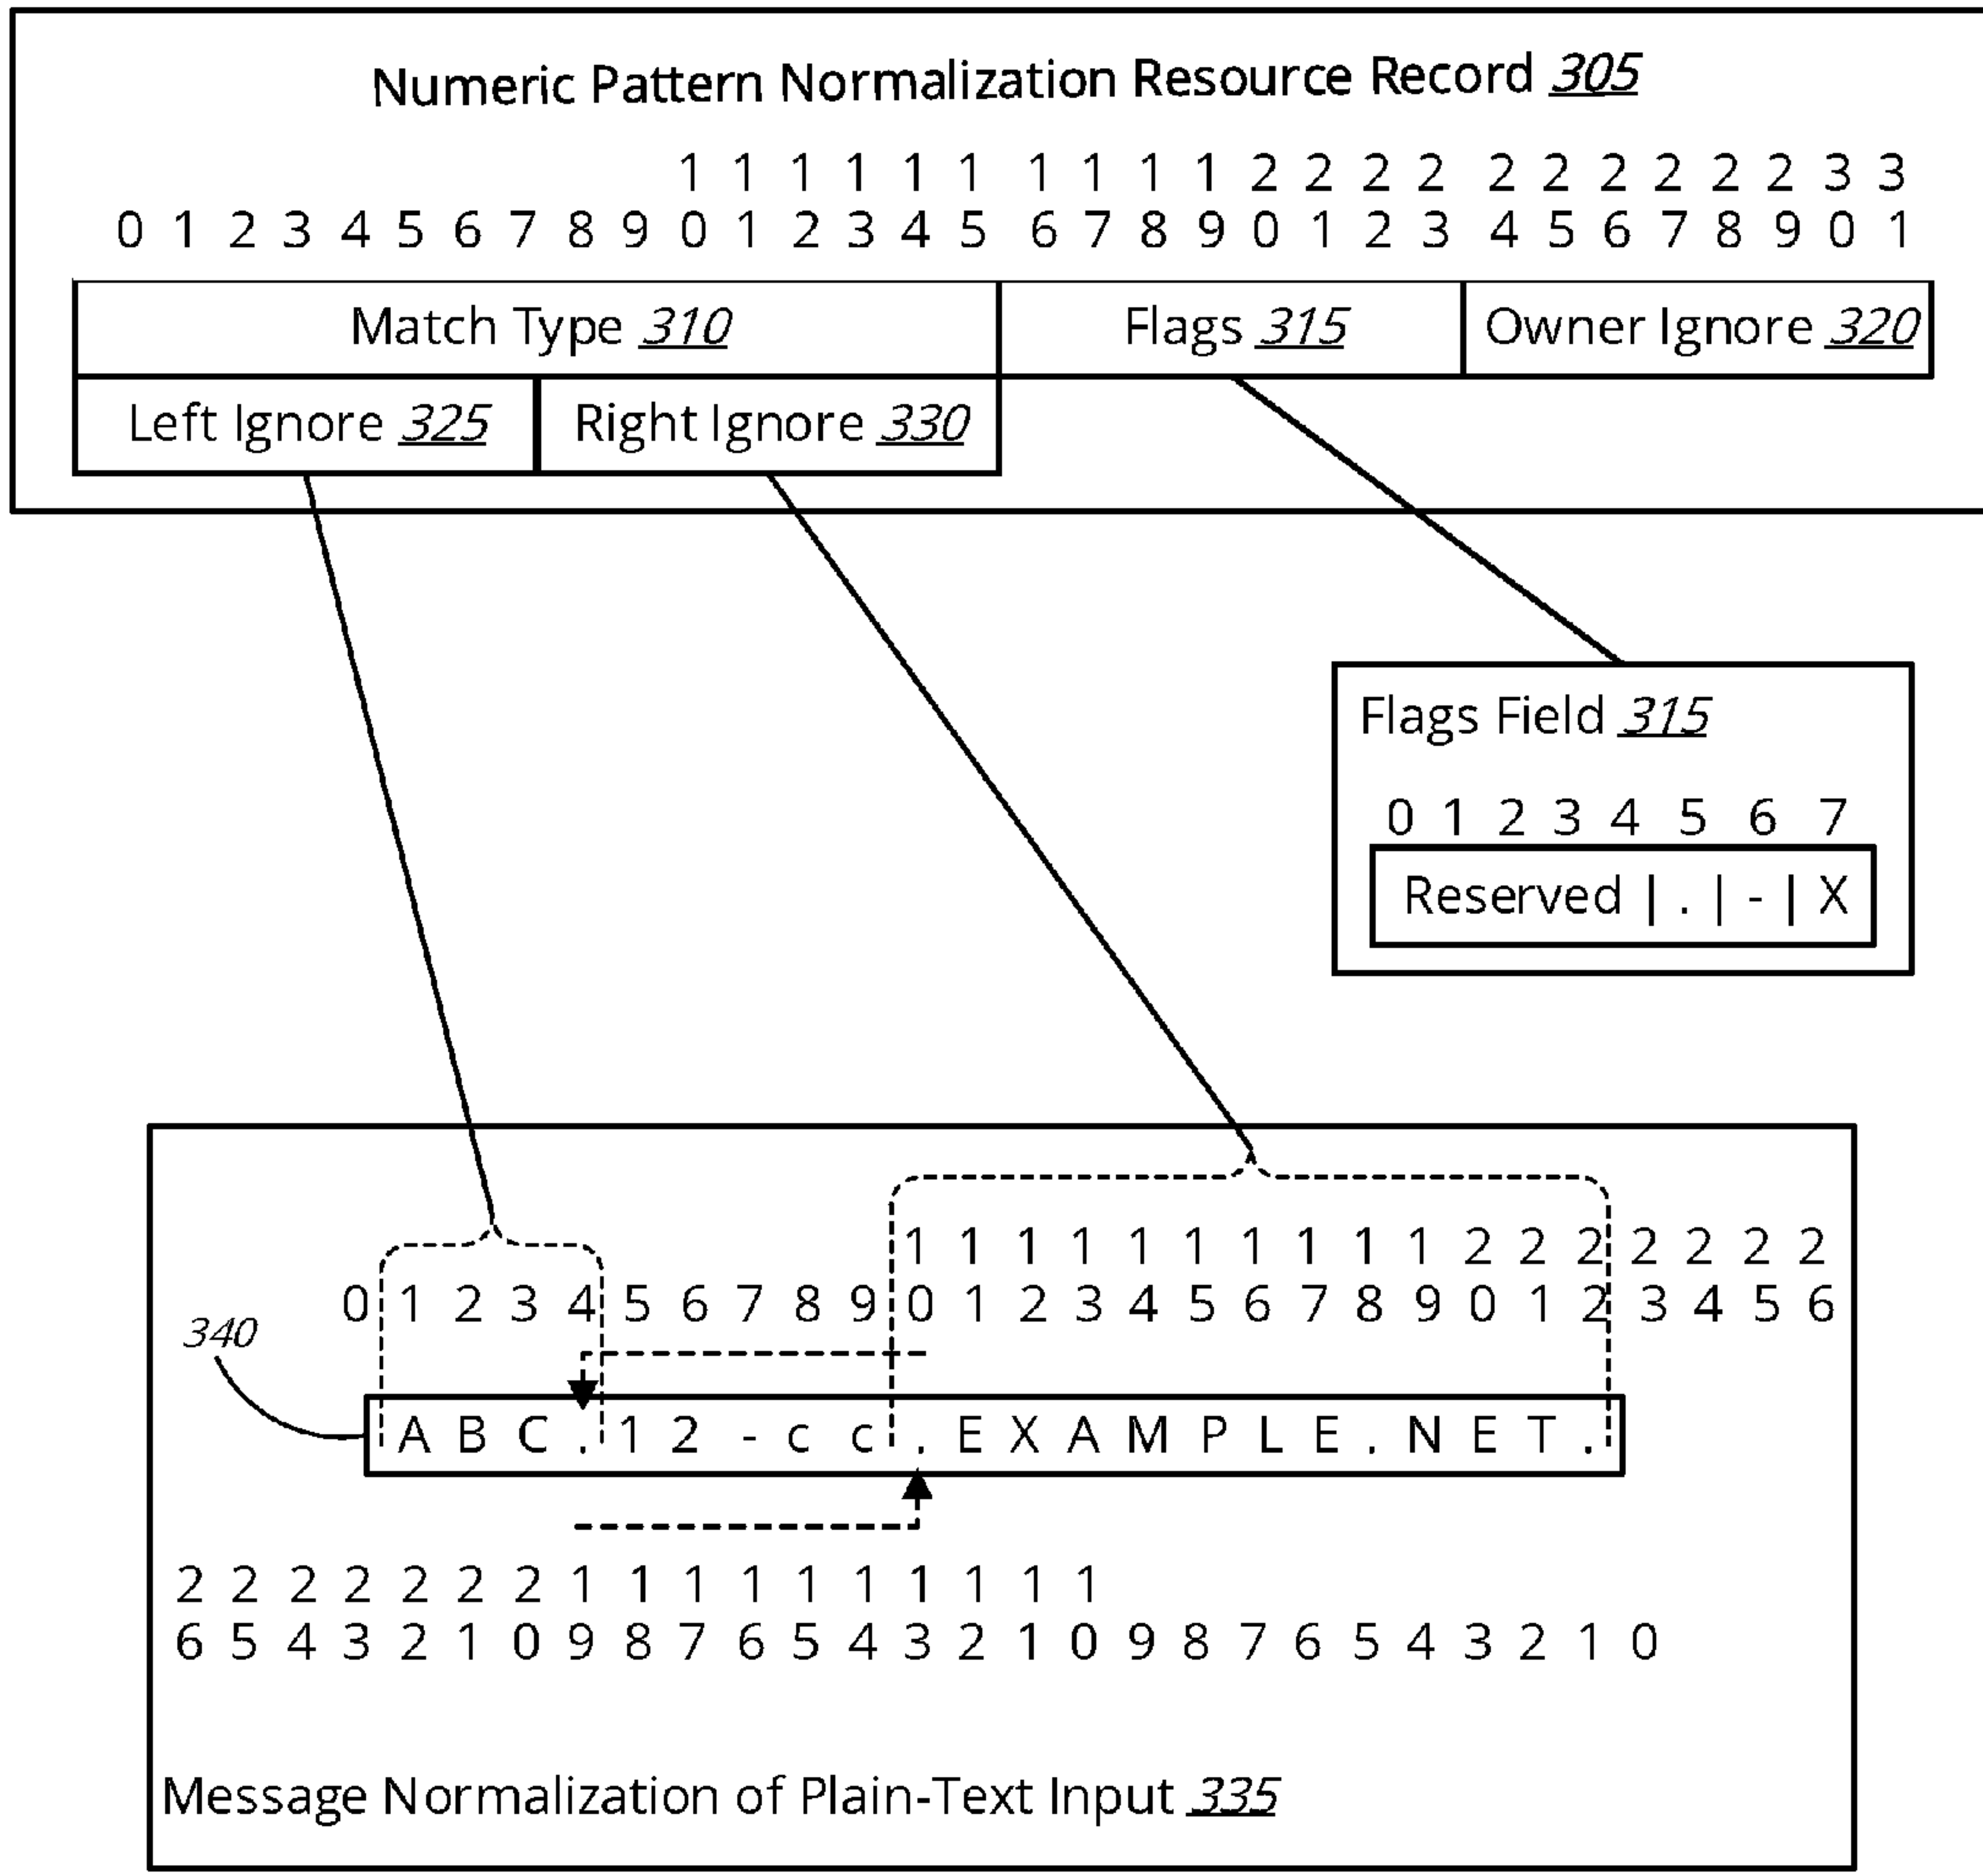 Numeric Pattern Normalization Resource Record 305
1 1 1 1 1 1 1 1 1 1 2 2 2 2 2 2 2 2 2 2 3 3
0 1 2 3 4 5 6 7 8 9 0 1 2 3 4 5 6 7 8 9 0 1 2 3 4 5 6 7 8 9 0 1
Match Type 310 Flags 315 Owner Ignore 320
Left Ignore 325 Right Ignore 330
Flags Field 315
0 1 2 3 4 5 6 7
Reserved | . | - | X
1 1 1 1 1 1 1 1 1 1 2 2 2 2 2 2 2
0 1 2 3 4 5 6 7 8 9 0 1 2 3 4 5 6 7 8 9 0 1 2 3 4 5 6
340
A B C . 1 2 - c c . E X A M P L E . N E T .
2 2 2 2 2 2 2 1 1 1 1 1 1 1 1 1 1
6 5 4 3 2 1 0 9 8 7 6 5 4 3 2 1 0 9 8 7 6 5 4 3 2 1 0
Message Normalization of Plain-Text Input 335